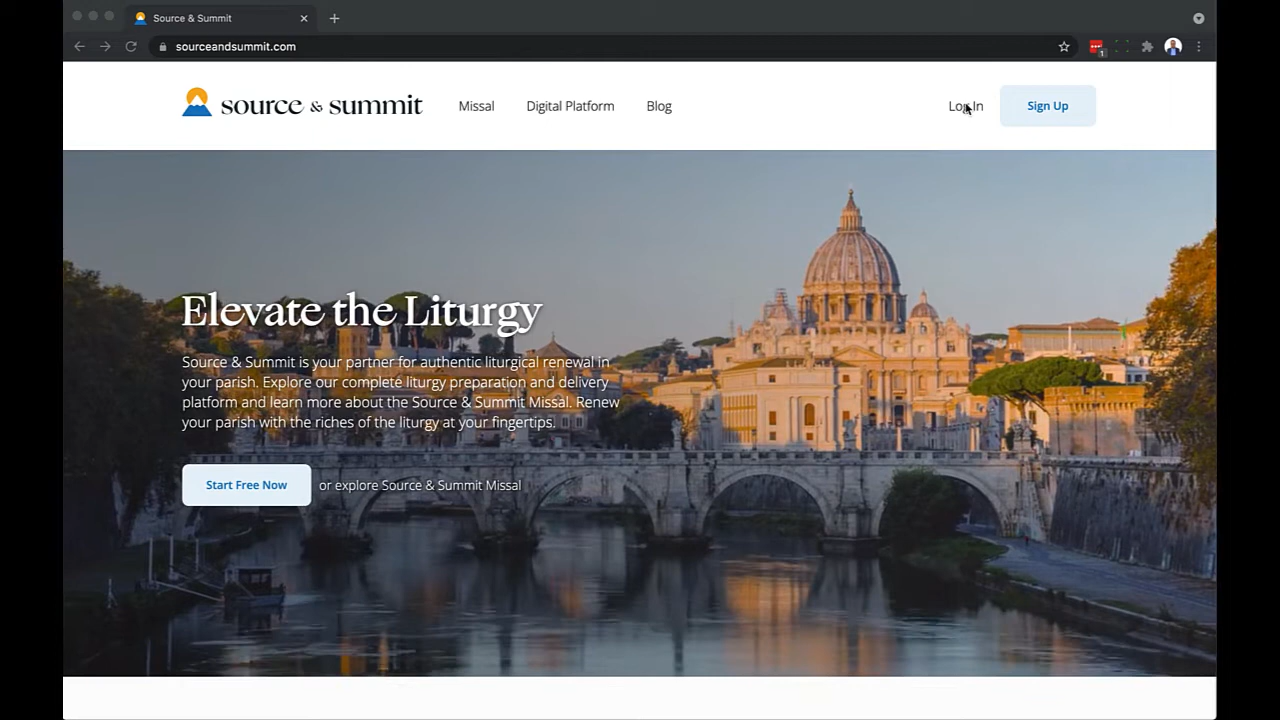 Source & Summit
sourceandsummit.com
1
source & summit
Missal
Digital Platform
Blog
Log In
Sign Up
Elevate the Liturgy
Source & Summit is your partner for authentic liturgical renewal in
your parish. Explore our complete liturgy preparation and delivery
platform and learn more about the Source & Summit Missal. Renew
your parish with the riches of the liturgy at your fingertips.
Start Free Now
or explore Source & Summit Missal